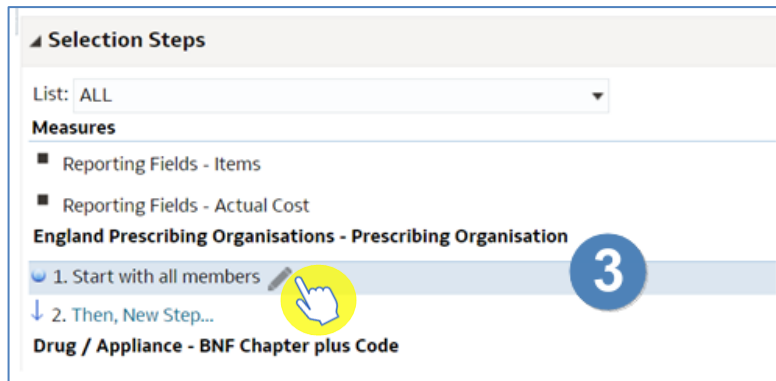 Selection Steps
List: ALL
Measures
Reporting Fields - Items
Reporting Fields - Actual Cost
England Prescribing Organisations - Prescribing Organisation
1. Start with all members
3
2. Then, New Step...
Drug / Appliance - BNF Chapter plus Code